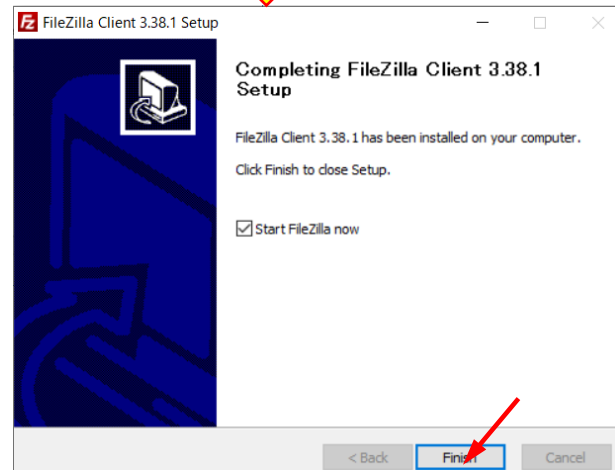 FileZilla Client 3.38.1 Setup
Completing FileZilla Client 3.38.1
Setup
FileZilla Client 3.38.1 has been installed on your computer.
Click Finish to close Setup.
Start FileZilla now
< Back Finish Cancel